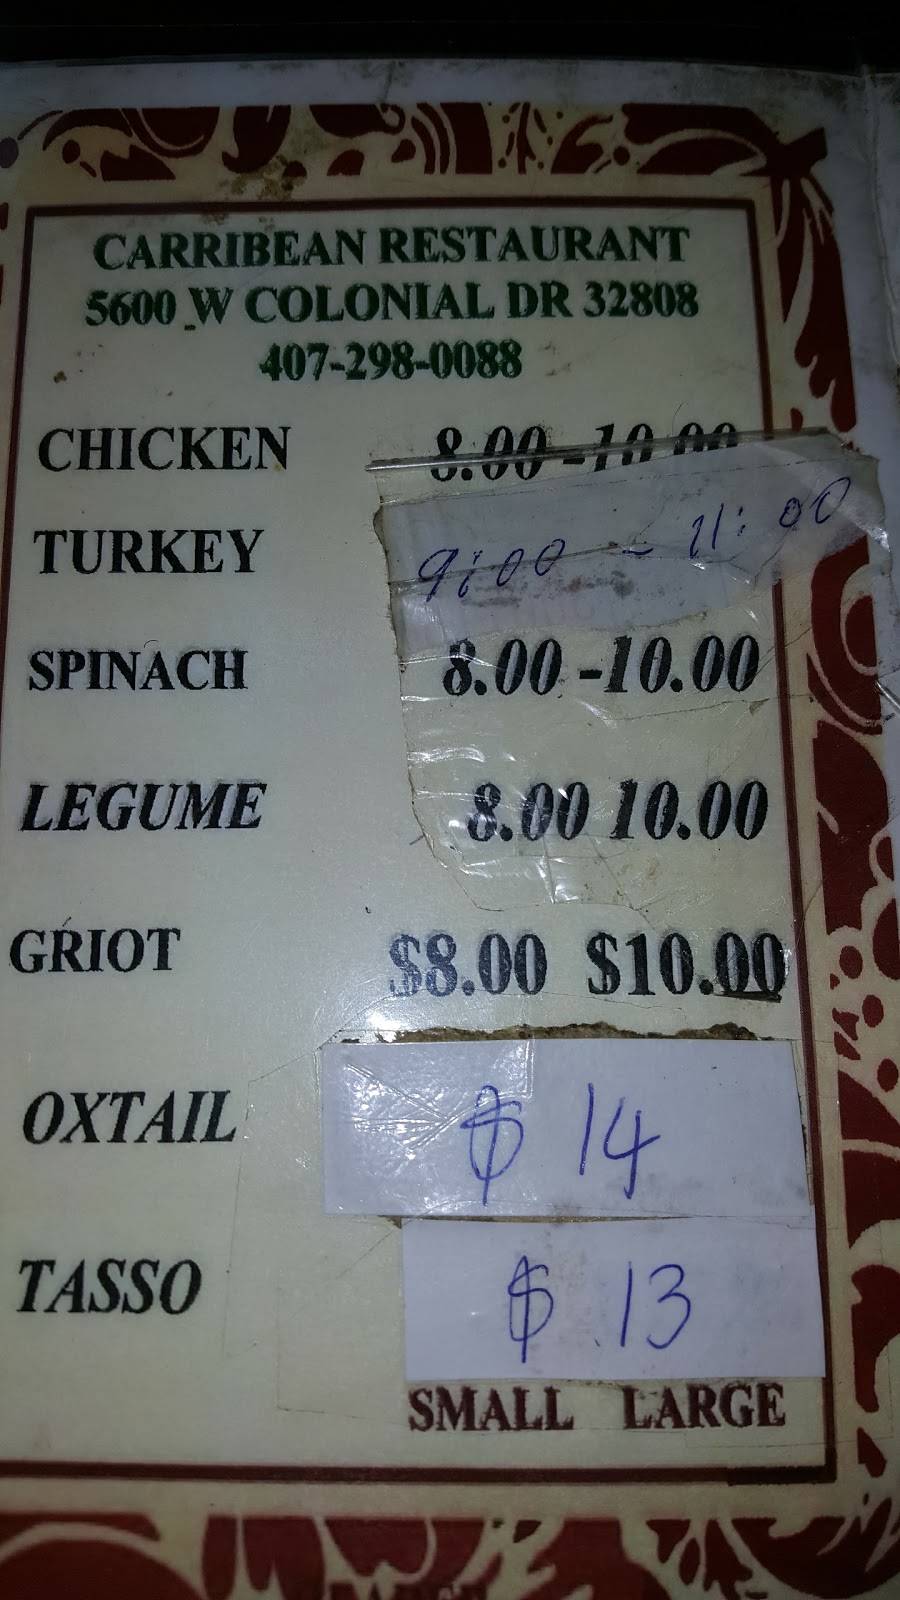 CARRIBEAN RESTAURANT
5600 W COLONIAL DR 32808
407-298-0088
CHICKEN 8.00 -10.00
TURKEY 9:00 - 11:00
SPINACH 8.00 -10.00
LEGUME 8.00 10.00
GRIOT $8.00 $10.00
OXTAIL $ 14
TASSO $ 13
SMALL LARGE